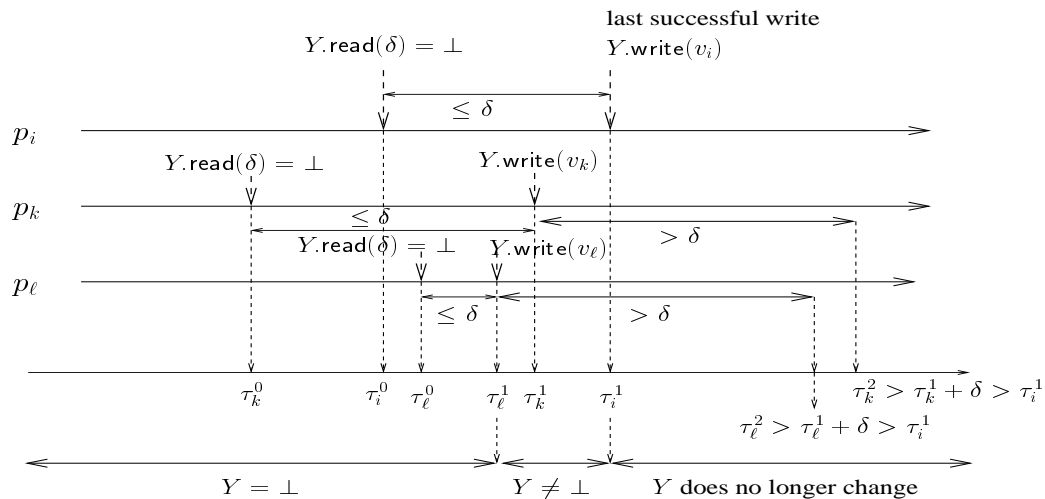 last successful write
Y.read(δ) = ⊥ Y.write(v_i)
≤ δ
p_i
Y.read(δ) = ⊥ Y.write(v_k)
p_k
≤ δ > δ
Y.read(δ) = ⊥ Y.write(v_ℓ)
p_ℓ
≤ δ > δ
τ_k^0 τ_i^0 τ_ℓ^0 τ_ℓ^1 τ_k^1 τ_i^1 τ_k^2 > τ_k^1 + δ > τ_i^1
τ_ℓ^2 > τ_ℓ^1 + δ > τ_i^1
Y = ⊥ Y ≠ ⊥ Y does no longer change